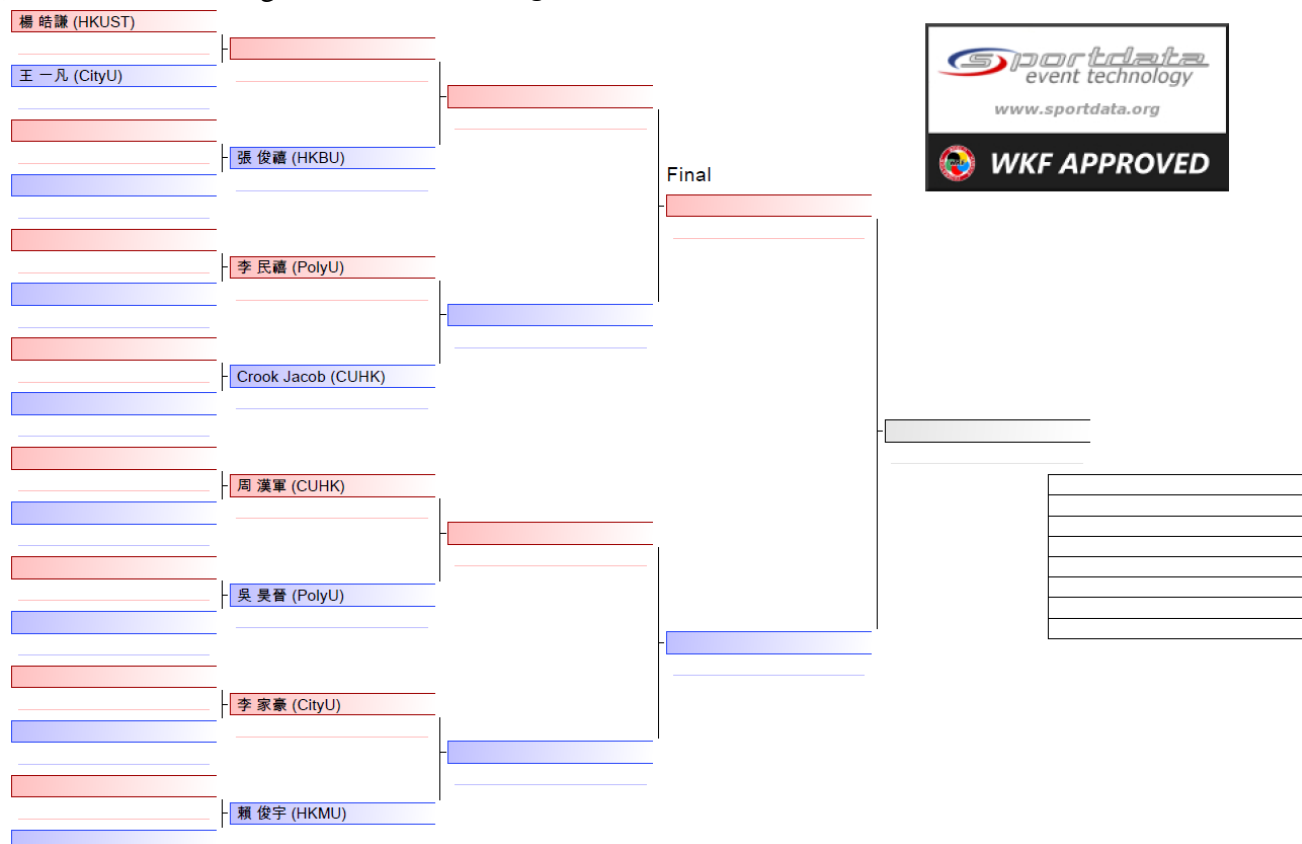 楊 皓謙 (HKUST)
王 一凡 (CityU)
張 俊禧 (HKBU)
李 民禧 (PolyU)
Crook Jacob (CUHK)
周 漢軍 (CUHK)
吳 昊晉 (PolyU)
李 家豪 (CityU)
賴 俊宇 (HKMU)
Final
sportdata
event technology
www.sportdata.org
WKF APPROVED